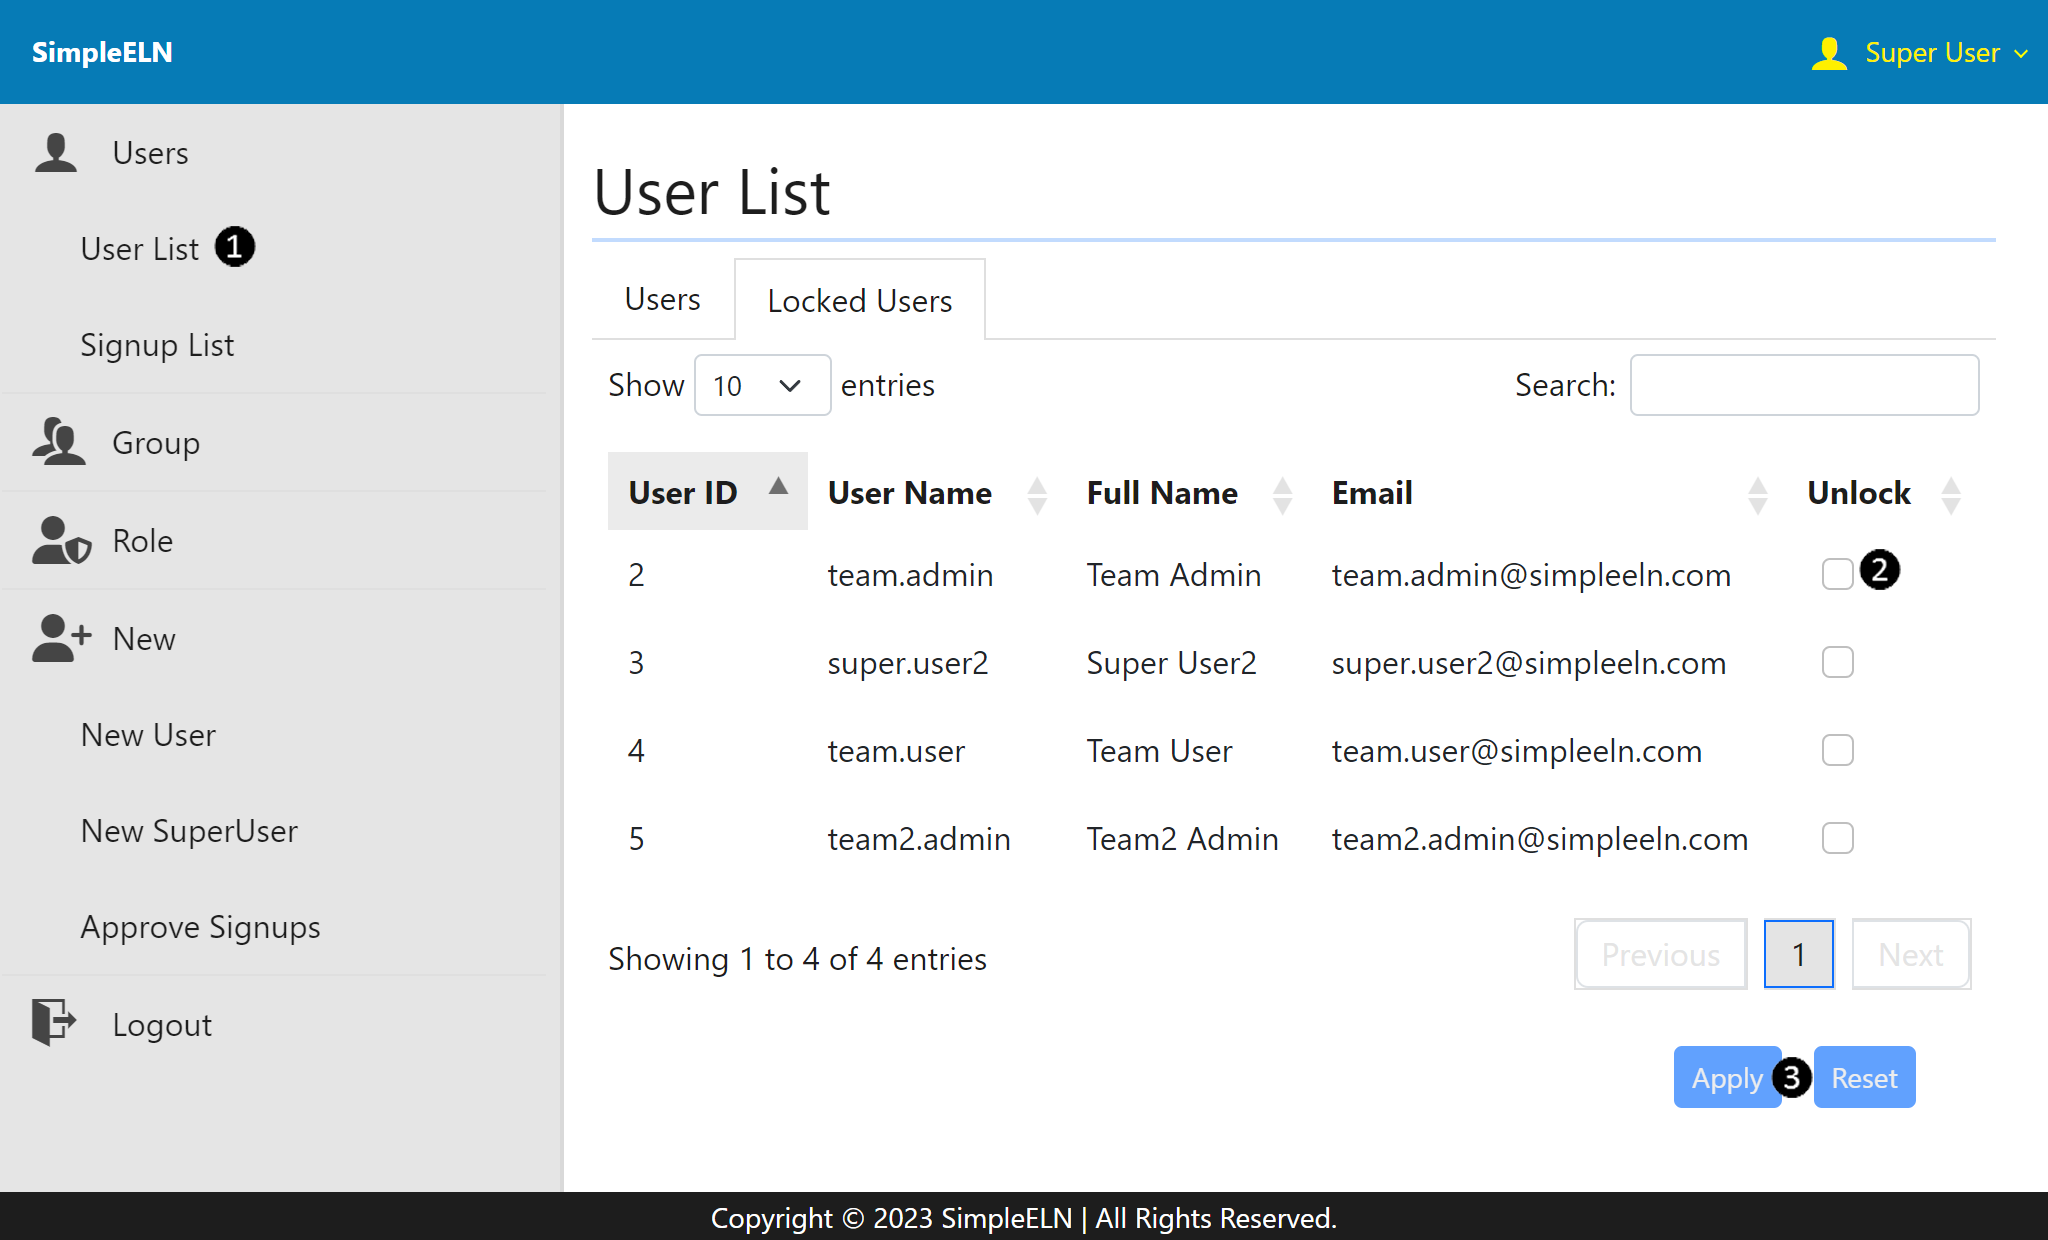 SimpleELN
Super User
Users
User List 1
Signup List
Group
Role
New
New User
New SuperUser
Approve Signups
Logout
User List
Users Locked Users
Show 10 entries Search:
User ID User Name Full Name Email Unlock
2 team.admin Team Admin team.admin@simpleeln.com 2
3 super.user2 Super User2 super.user2@simpleeln.com
4 team.user Team User team.user@simpleeln.com
5 team2.admin Team2 Admin team2.admin@simpleeln.com
Showing 1 to 4 of 4 entries Previous 1 Next
Apply 3 Reset
Copyright © 2023 SimpleELN | All Rights Reserved.